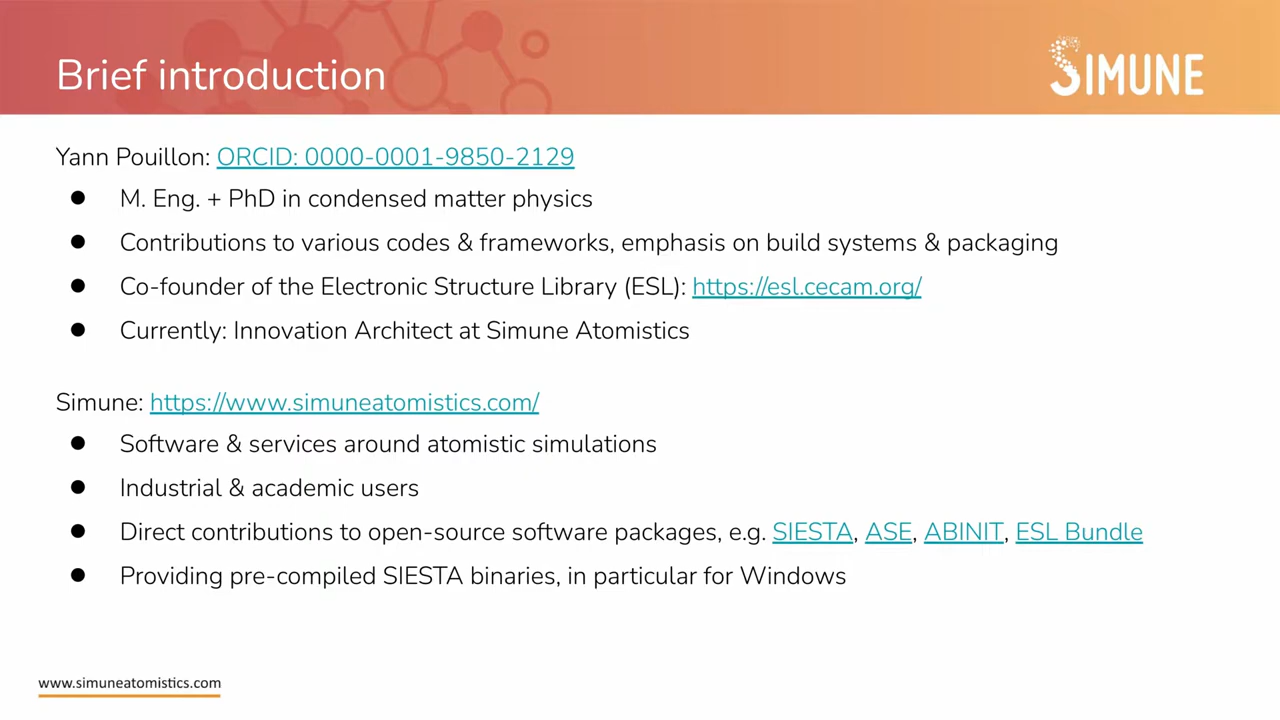 Brief introduction
SIMUNE
Yann Pouillon: ORCID: 0000-0001-9850-2129
● M. Eng. + PhD in condensed matter physics
● Contributions to various codes & frameworks, emphasis on build systems & packaging
● Co-founder of the Electronic Structure Library (ESL): https://esl.cecam.org/
● Currently: Innovation Architect at Simune Atomistics
Simune: https://www.simuneatomistics.com/
● Software & services around atomistic simulations
● Industrial & academic users
● Direct contributions to open-source software packages, e.g. SIESTA, ASE, ABINIT, ESL Bundle
● Providing pre-compiled SIESTA binaries, in particular for Windows
www.simuneatomistics.com